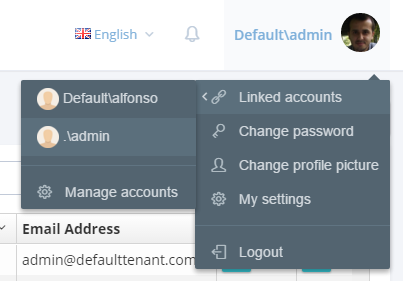 English
Default\admin
Default\alfonso
.\admin
Manage accounts
Linked accounts
Change password
Change profile picture
My settings
Logout
Email Address
admin@defaulttenant.com